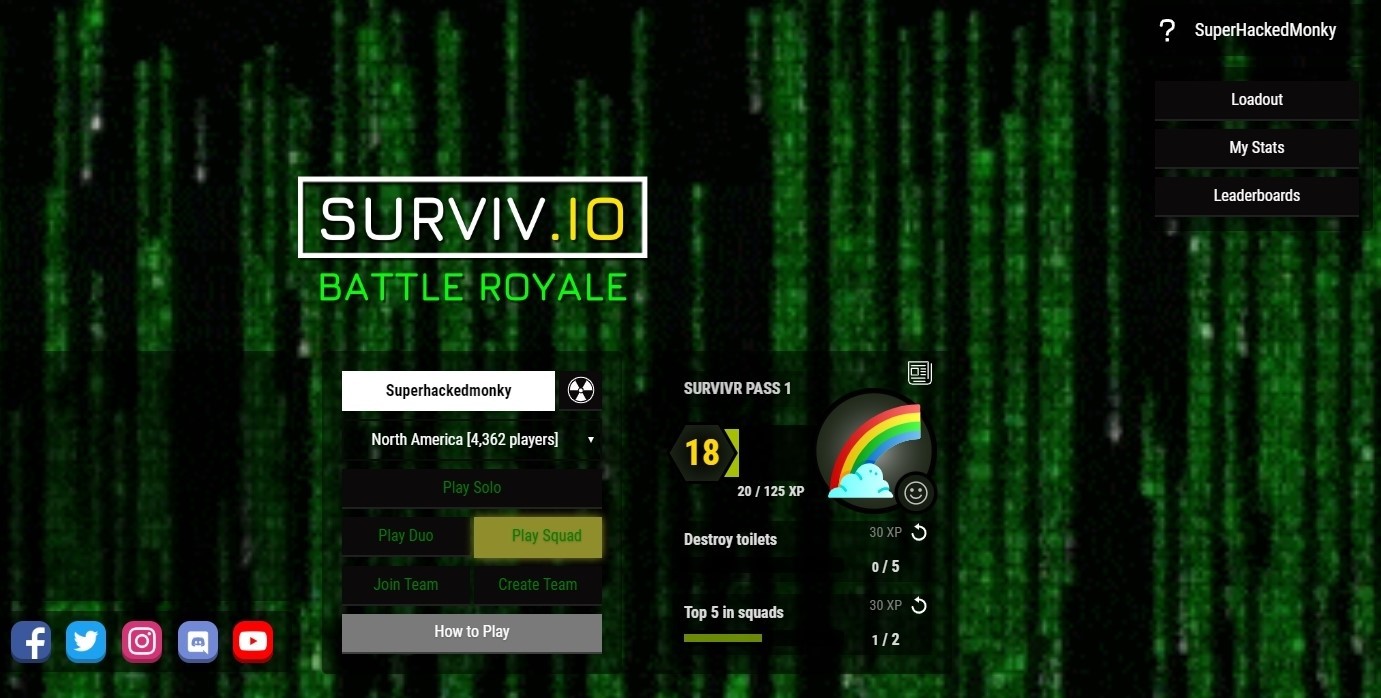 ? SuperHackedMonky
Loadout
My Stats
Leaderboards
SURVIV.IO
BATTLE ROYALE
Superhackedmonky
North America [4,362 players]
Play Solo
Play Duo
Play Squad
Join Team
Create Team
How to Play
SURVIVR PASS 1
18
20 / 125 XP
Destroy toilets
30 XP
0 / 5
Top 5 in squads
30 XP
1 / 2